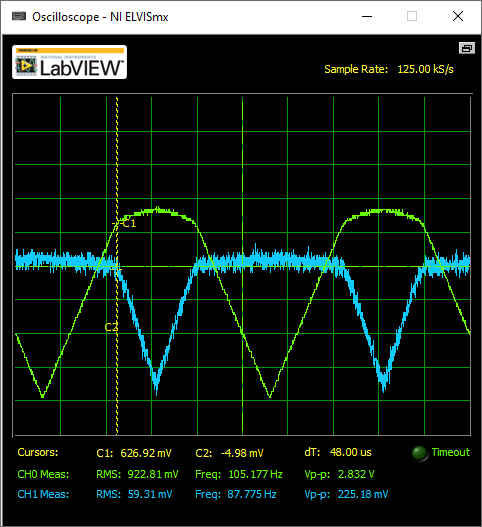 Oscilloscope - NI ELVISmx
POWERED BY
NATIONAL INSTRUMENTS
LabVIEW™
Sample Rate: 125.00 kS/s
C1
C2
Cursors: C1: 626.92 mV C2: -4.98 mV dT: 48.00 us Timeout
CH0 Meas: RMS: 922.81 mV Freq: 105.177 Hz Vp-p: 2.832 V
CH1 Meas: RMS: 59.31 mV Freq: 87.775 Hz Vp-p: 225.18 mV